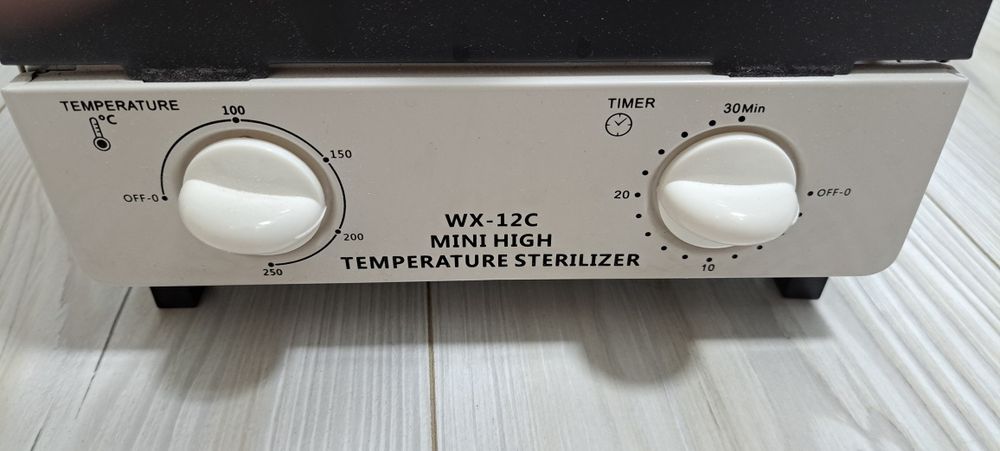 TEMPERATURE
°C
100
150
200
250
OFF-0
WX-12C
MINI HIGH
TEMPERATURE STERILIZER
TIMER
30Min
20
10
OFF-0